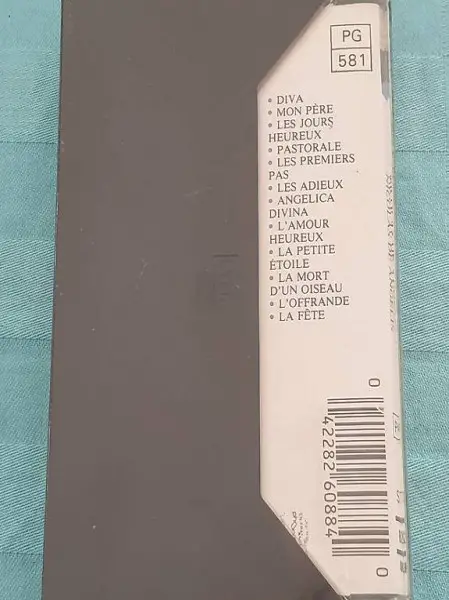 PG
581
• DIVA
• MON PÈRE
• LES JOURS
HEUREUX
• PASTORALE
• LES PREMIERS
PAS
• LES ADIEUX
• ANGELICA
DIVINA
• L'AMOUR
HEUREUX
• LA PETITE
ÉTOILE
• LA MORT
D'UN OISEAU
• L'OFFRANDE
• LA FÊTE
0 42282 60884 0